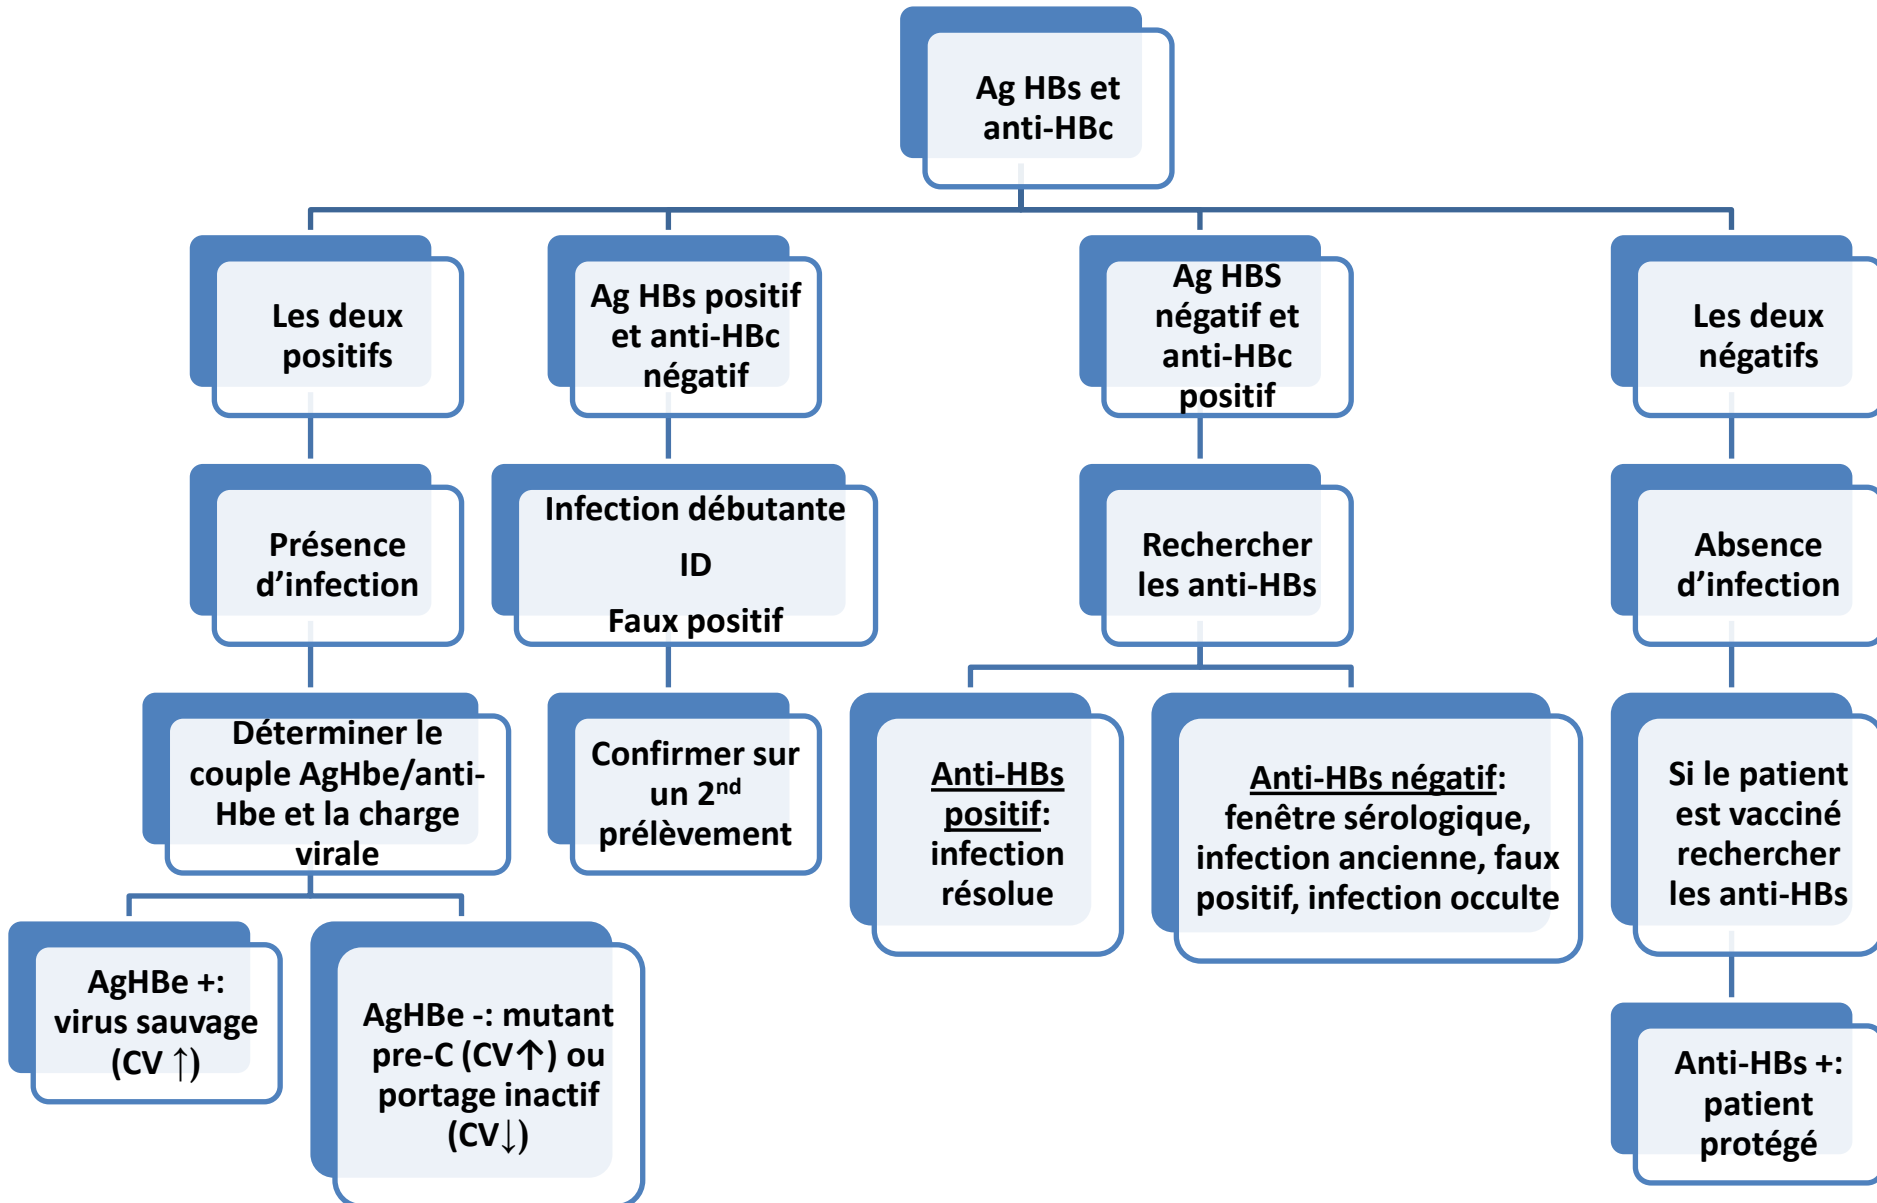 Ag HBs et
anti-HBc
Les deux
positifs
Ag HBs positif
et anti-HBc
négatif
Ag HBS
négatif et
anti-HBc
positif
Les deux
négatifs
Présence
d’infection
Infection débutante
ID
Faux positif
Rechercher
les anti-HBs
Absence
d’infection
Déterminer le
couple AgHbe/anti-
Hbe et la charge
virale
Confirmer sur
un 2nd
prélèvement
Anti-HBs
positif:
infection
résolue
Anti-HBs négatif:
fenêtre sérologique,
infection ancienne, faux
positif, infection occulte
Si le patient
est vacciné
rechercher
les anti-HBs
AgHBe +:
virus sauvage
(CV ↑)
AgHBe -: mutant
pre-C (CV↑) ou
portage inactif
(CV↓)
Anti-HBs +:
patient
protégé